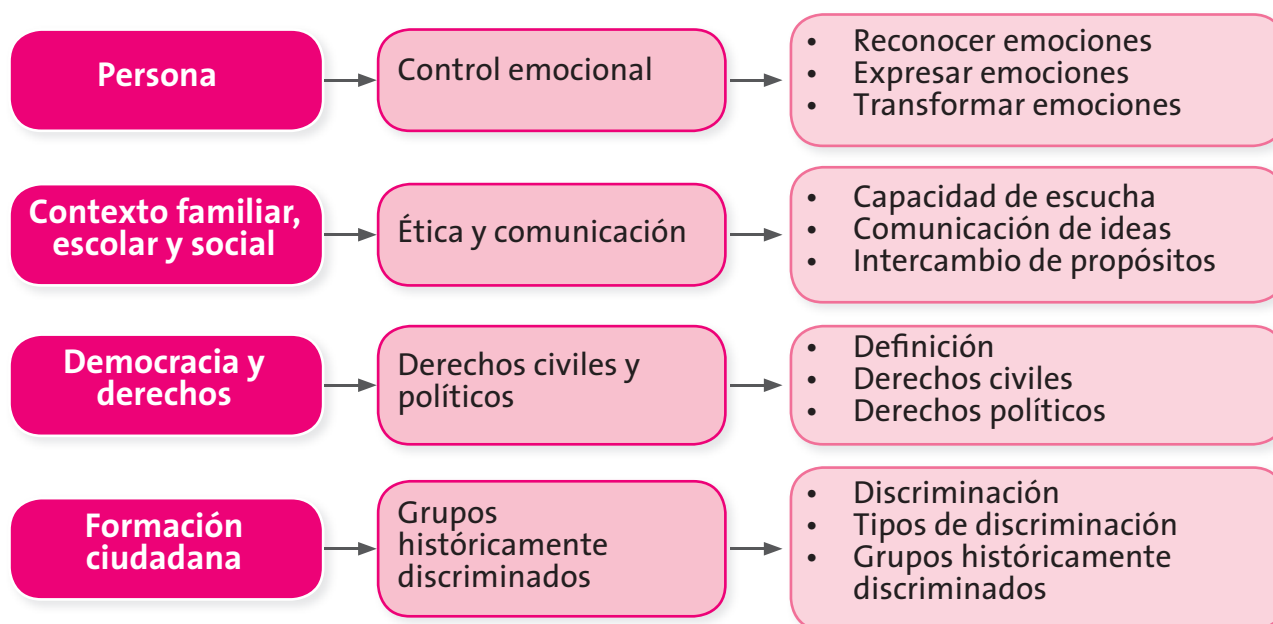 Persona
Control emocional
• Reconocer emociones
• Expresar emociones
• Transformar emociones
Contexto familiar,
escolar y social
Ética y comunicación
• Capacidad de escucha
• Comunicación de ideas
• Intercambio de propósitos
Democracia y
derechos
Derechos civiles y
políticos
• Definición
• Derechos civiles
• Derechos políticos
Formación
ciudadana
Grupos
históricamente
discriminados
• Discriminación
• Tipos de discriminación
• Grupos históricamente
discriminados